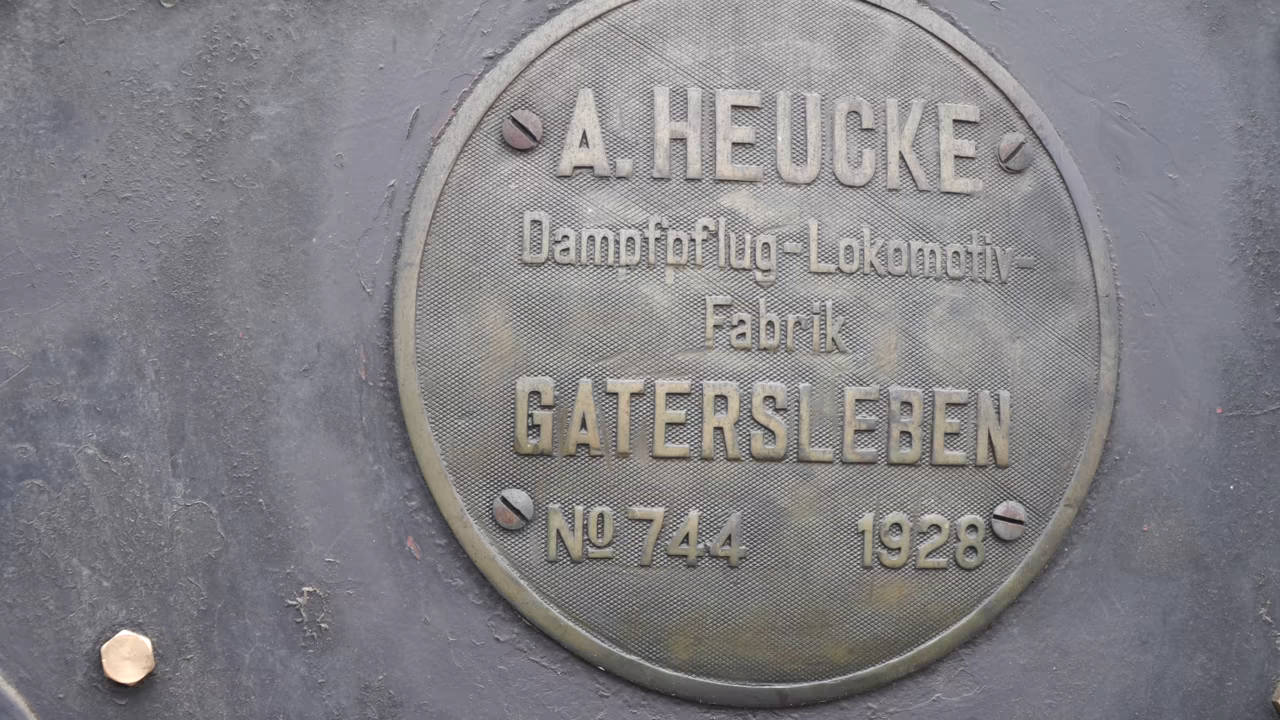 A. HEUCKE
Dampfpflug-Lokomotiv-
Fabrik
GATERSLEBEN
Nº 744 1928